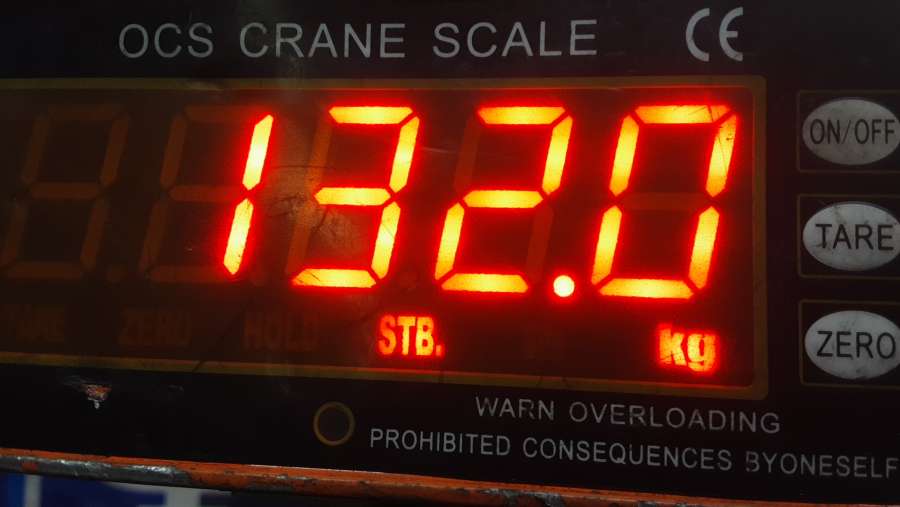 OCS CRANE SCALE CE
132.0
ON/OFF
TARE
ZERO
ZERO HOLD STB. kg
WARN OVERLOADING
PROHIBITED CONSEQUENCES BYONESELF